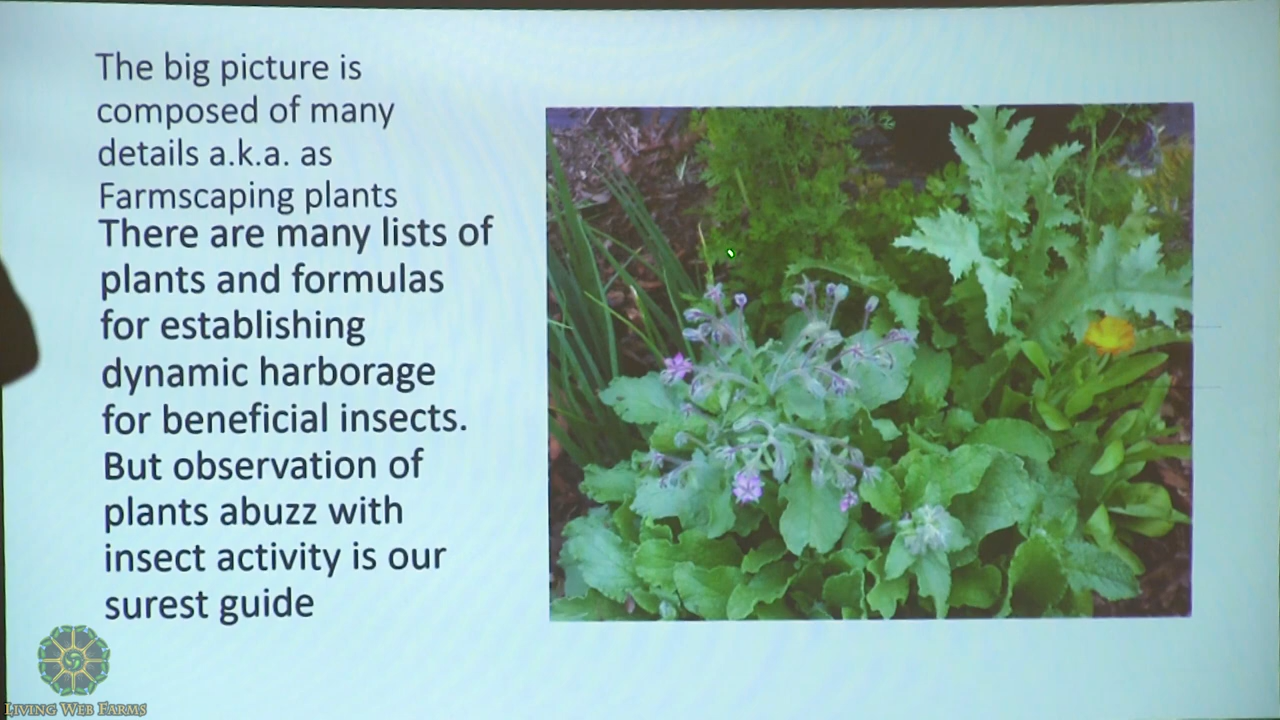 The big picture is
composed of many
details a.k.a. as
Farmscaping plants
There are many lists of
plants and formulas
for establishing
dynamic harborage
for beneficial insects.
But observation of
plants abuzz with
insect activity is our
surest guide
LIVING WEB FARMS